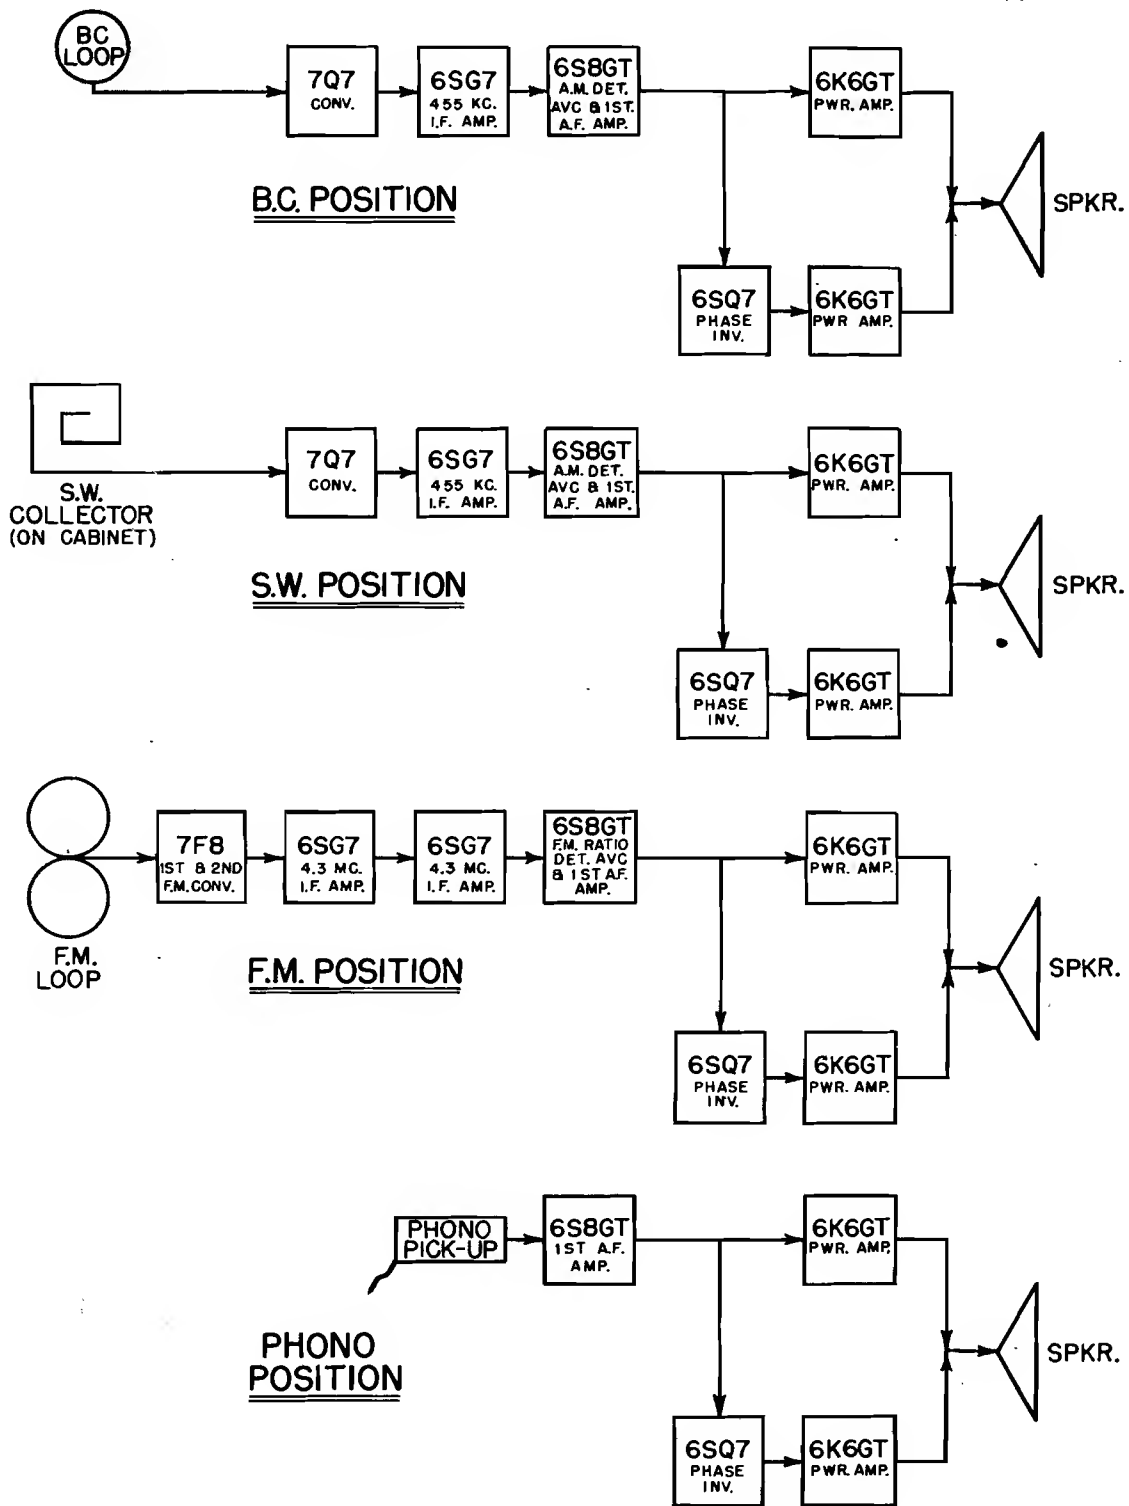 BC
LOOP
7Q7
CONV.
6SG7
455 KC.
I.F. AMP.
6S8GT
A.M. DET.
AVC & 1ST.
A.F. AMP.
6K6GT
PWR. AMP.
SPKR.
B.C. POSITION
6SQ7
PHASE
INV.
6K6GT
PWR AMP.
S.W.
COLLECTOR
(ON CABINET)
7Q7
CONV.
6SG7
455 KC.
I.F. AMP.
6S8GT
A.M. DET.
AVC & 1ST.
A.F. AMP.
6K6GT
PWR. AMP.
SPKR.
S.W. POSITION
6SQ7
PHASE
INV.
6K6GT
PWR. AMP.
F.M.
LOOP
7F8
1ST & 2ND
F.M. CONV.
6SG7
4.3 MC.
I.F. AMP.
6SG7
4.3 MC.
I.F. AMP.
6S8GT
F.M. RATIO
DET. AVC
& 1ST A.F.
AMP.
6K6GT
PWR. AMP.
SPKR.
F.M. POSITION
6SQ7
PHASE
INV.
6K6GT
PWR. AMP.
PHONO
PICK-UP
6S8GT
1ST A.F.
AMP.
6K6GT
PWR. AMP.
SPKR.
PHONO
POSITION
6SQ7
PHASE
INV.
6K6GT
PWR. AMP.